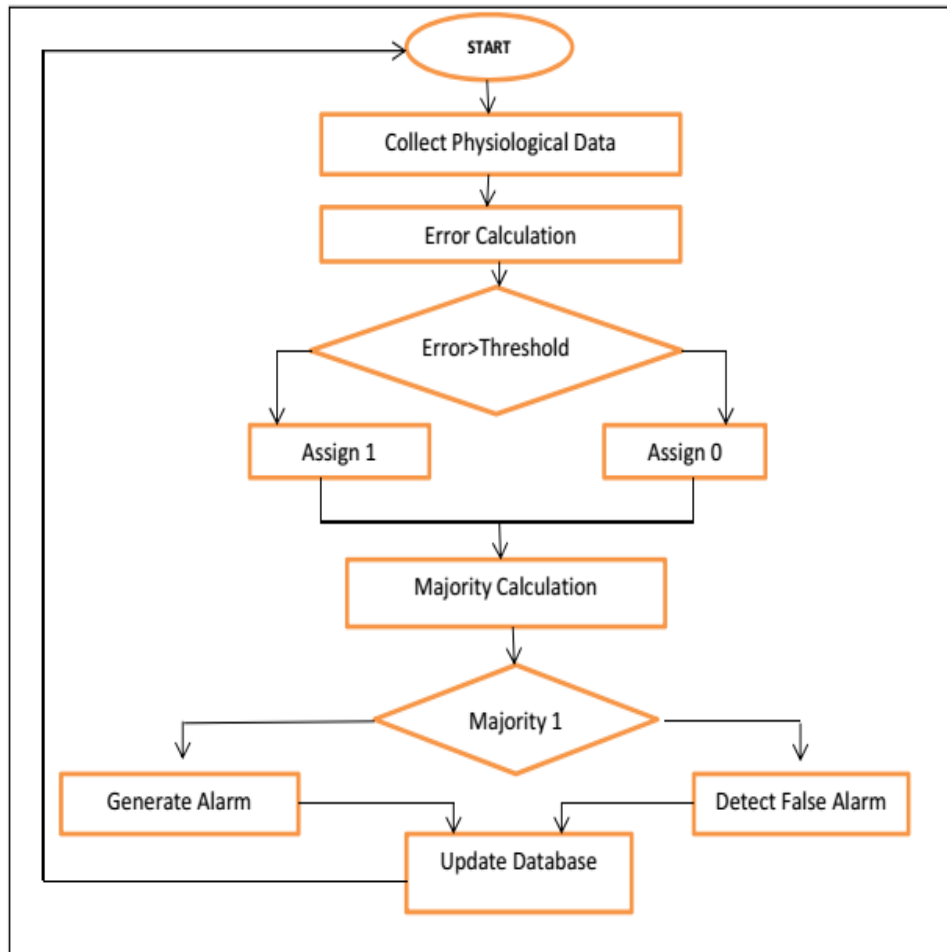 START
Collect Physiological Data
Error Calculation
Error>Threshold
Assign 1
Assign 0
Majority Calculation
Majority 1
Generate Alarm
Detect False Alarm
Update Database